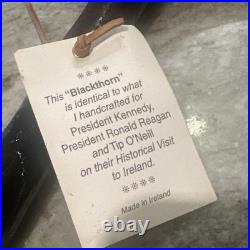 ❊❊❊❊
This "Blackthorn"
is identical to what
I handcrafted for
President Kennedy,
President Ronald Reagan
and Tip O'Neill
on their Historical Visit
to Ireland.
❊❊❊❊
Made in Ireland
ebay